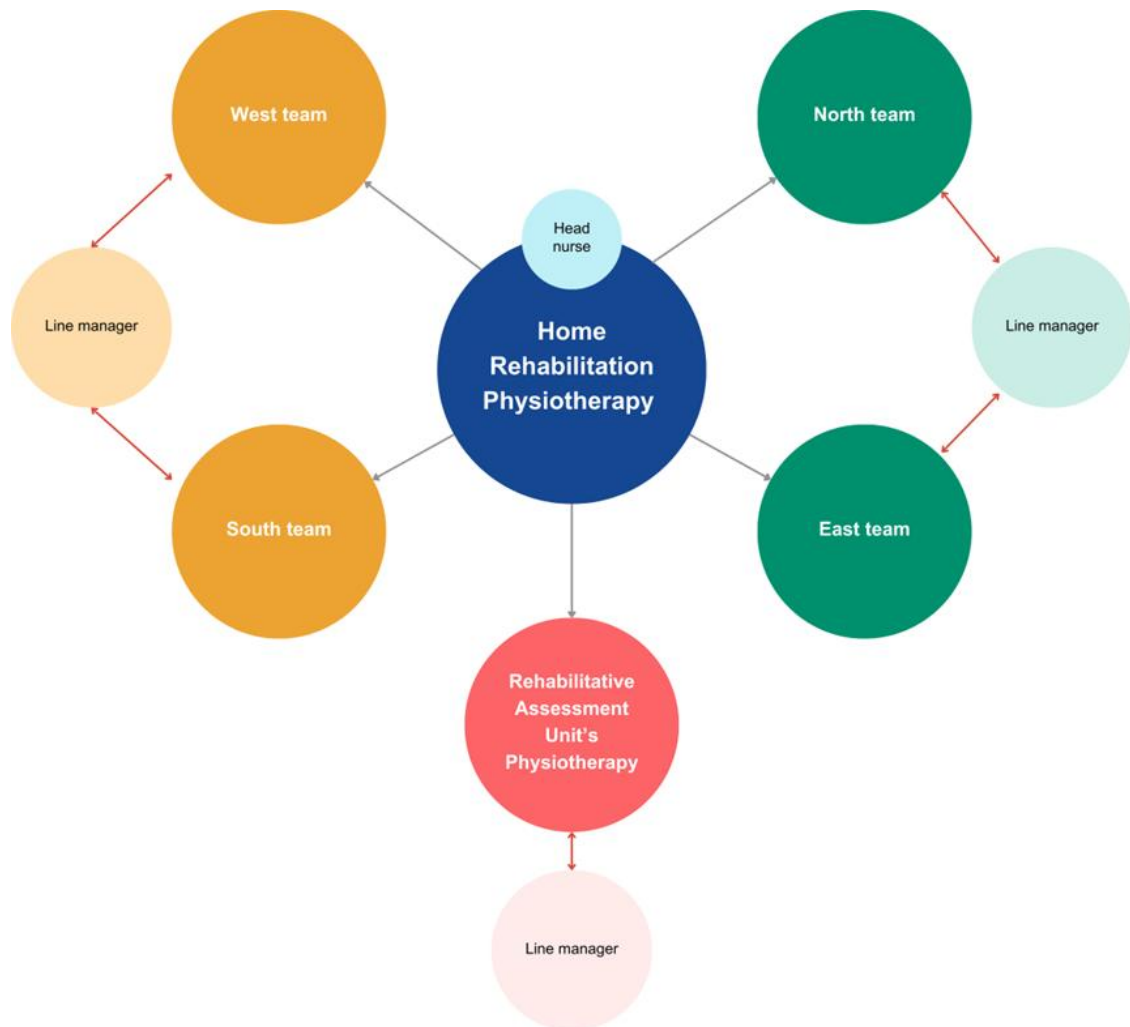 West team
North team
Head
nurse
Line manager
Home
Rehabilitation
Physiotherapy
Line manager
South team
East team
Rehabilitative
Assessment
Unit's
Physiotherapy
Line manager